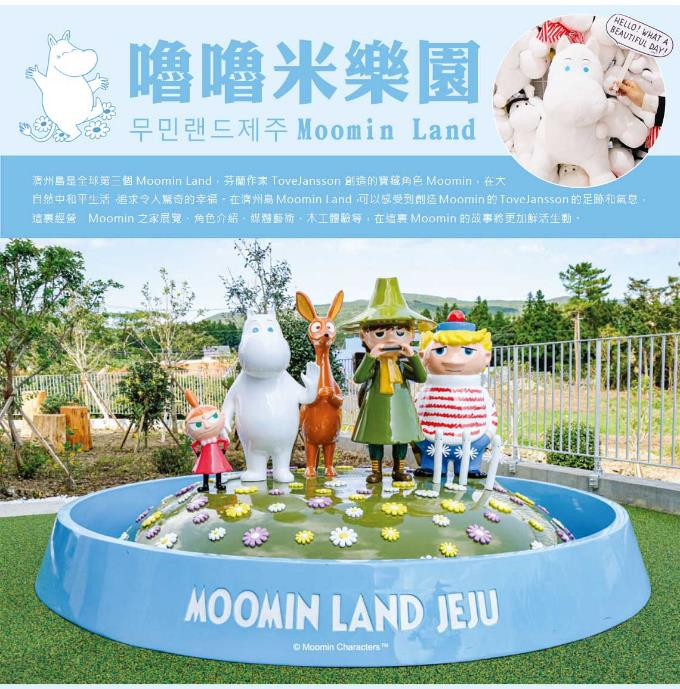 HELLO! WHAT A
BEAUTIFUL DAY!
嚕嚕米樂園
무민랜드제주 Moomin Land
濟州島是全球第三個 Moomin Land，芬蘭作家 ToveJansson 創造的寶藏角色 Moomin，在大
自然中和平生活，追求令人驚奇的幸福。在濟州島 Moomin Land，可以感受到創造 Moomin 的 ToveJansson 的足跡和氣息，
這裏經營 Moomin 之家展覽、角色介紹、媒體藝術、木工體驗等，在這裏 Moomin 的故事將更加鮮活生動。
MOOMIN LAND JEJU
© Moomin Characters™